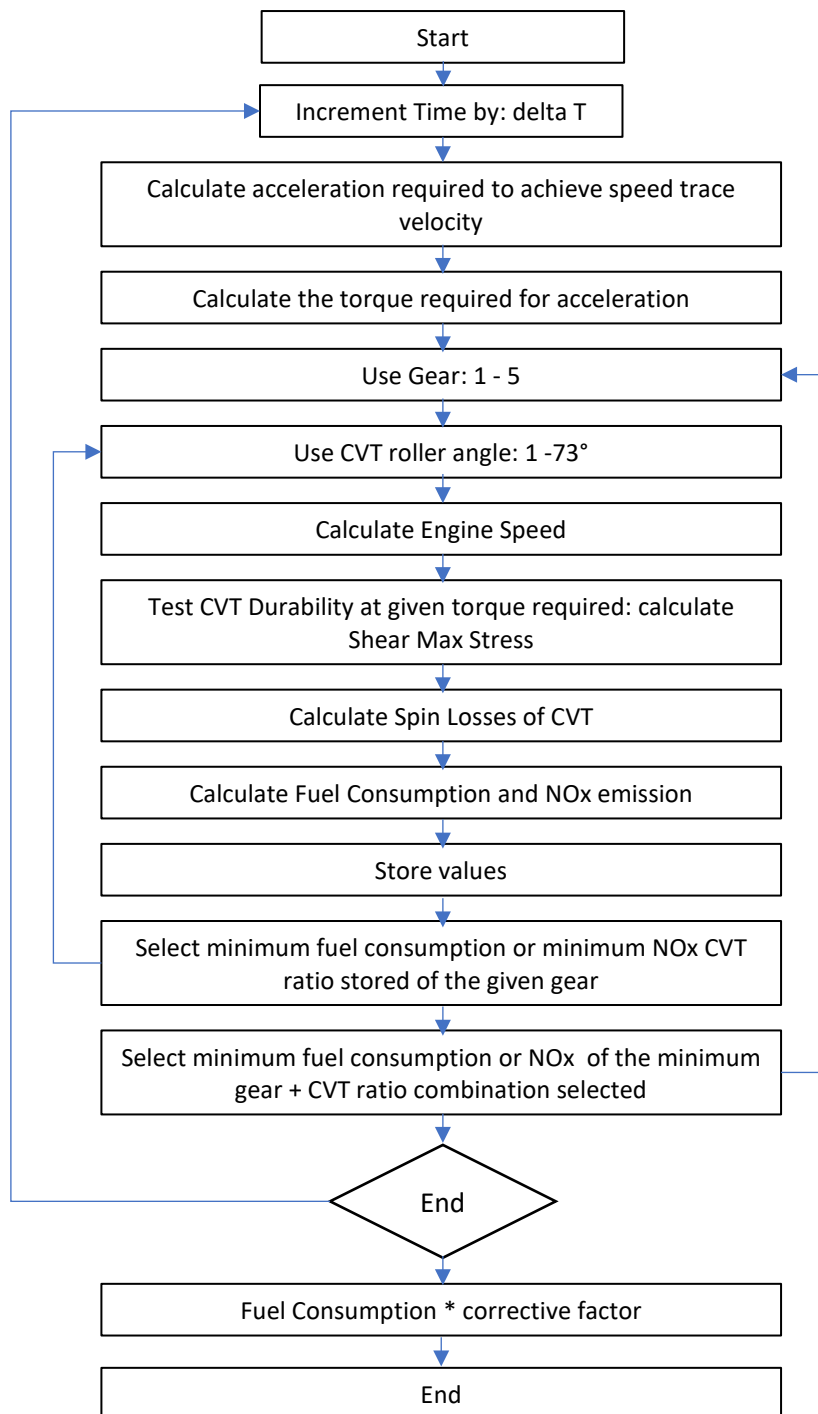 Start
Increment Time by: delta T
Calculate acceleration required to achieve speed trace
velocity
Calculate the torque required for acceleration
Use Gear: 1 - 5
Use CVT roller angle: 1 -73°
Calculate Engine Speed
Test CVT Durability at given torque required: calculate
Shear Max Stress
Calculate Spin Losses of CVT
Calculate Fuel Consumption and NOx emission
Store values
Select minimum fuel consumption or minimum NOx CVT
ratio stored of the given gear
Select minimum fuel consumption or NOx  of the minimum
gear + CVT ratio combination selected
End
Fuel Consumption * corrective factor
End